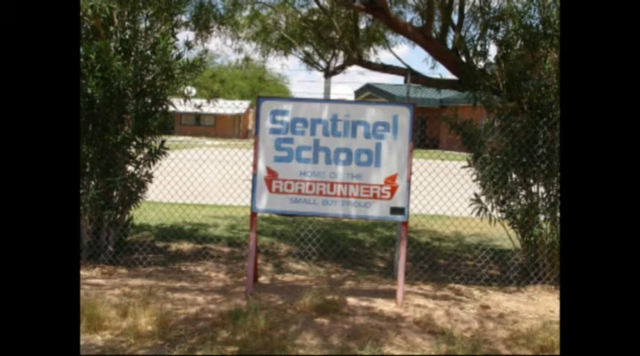 Sentinel
School
HOME OF THE
ROADRUNNERS
"SMALL BUT PROUD"